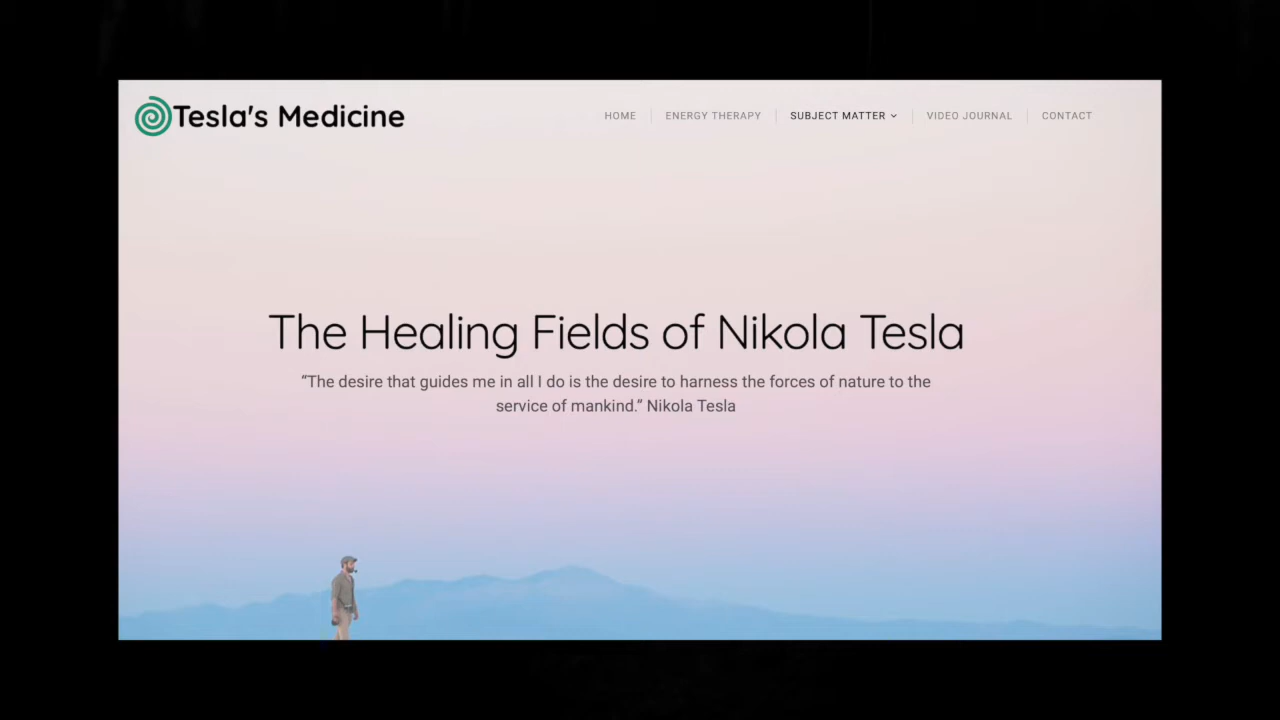 Tesla's Medicine
HOME
ENERGY THERAPY
SUBJECT MATTER
VIDEO JOURNAL
CONTACT
The Healing Fields of Nikola Tesla
“The desire that guides me in all I do is the desire to harness the forces of nature to the
service of mankind.” Nikola Tesla